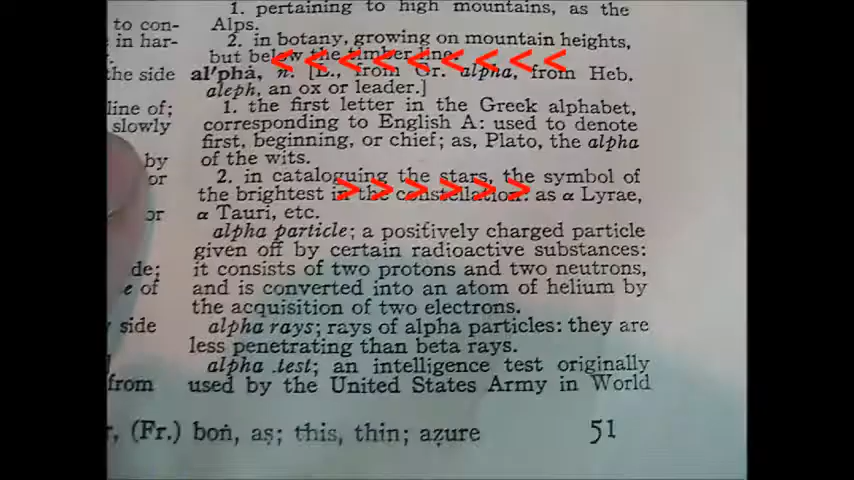 1. pertaining to high mountains, as the
Alps.
2. in botany, growing on mountain heights,
but below the timber line.
<<<<<<<<<
al'phȧ, n. [L., from Gr. alpha, from Heb.
aleph, an ox or leader.]
1. the first letter in the Greek alphabet,
corresponding to English A: used to denote
first, beginning, or chief; as, Plato, the alpha
of the wits.
2. in cataloguing the stars, the symbol of
the brightest in the constellation: as α Lyrae,
>>>>>>
α Tauri, etc.
alpha particle; a positively charged particle
given off by certain radioactive substances:
it consists of two protons and two neutrons,
and is converted into an atom of helium by
the acquisition of two electrons.
alpha rays; rays of alpha particles: they are
less penetrating than beta rays.
alpha test; an intelligence test originally
used by the United States Army in World
to con-
in har-
the side
line of;
slowly
by
or
or
de;
e of
side
from
, (Fr.) boṅ, aş; this, thin; aẓure 51